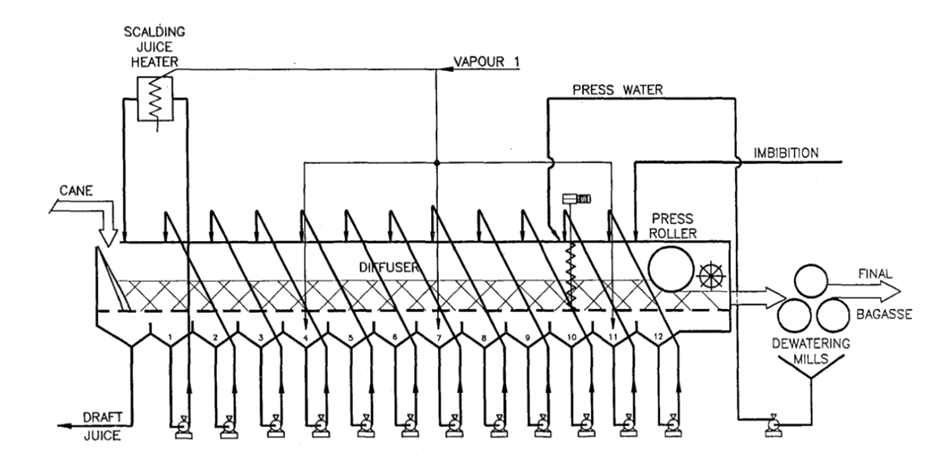 SCALDING
JUICE
HEATER
VAPOUR 1
PRESS WATER
IMBIBITION
CANE
PRESS
ROLLER
DIFFUSER
FINAL
BAGASSE
1 2 3 4 5 6 7 8 9 10 11 12
DEWATERING
MILLS
DRAFT
JUICE